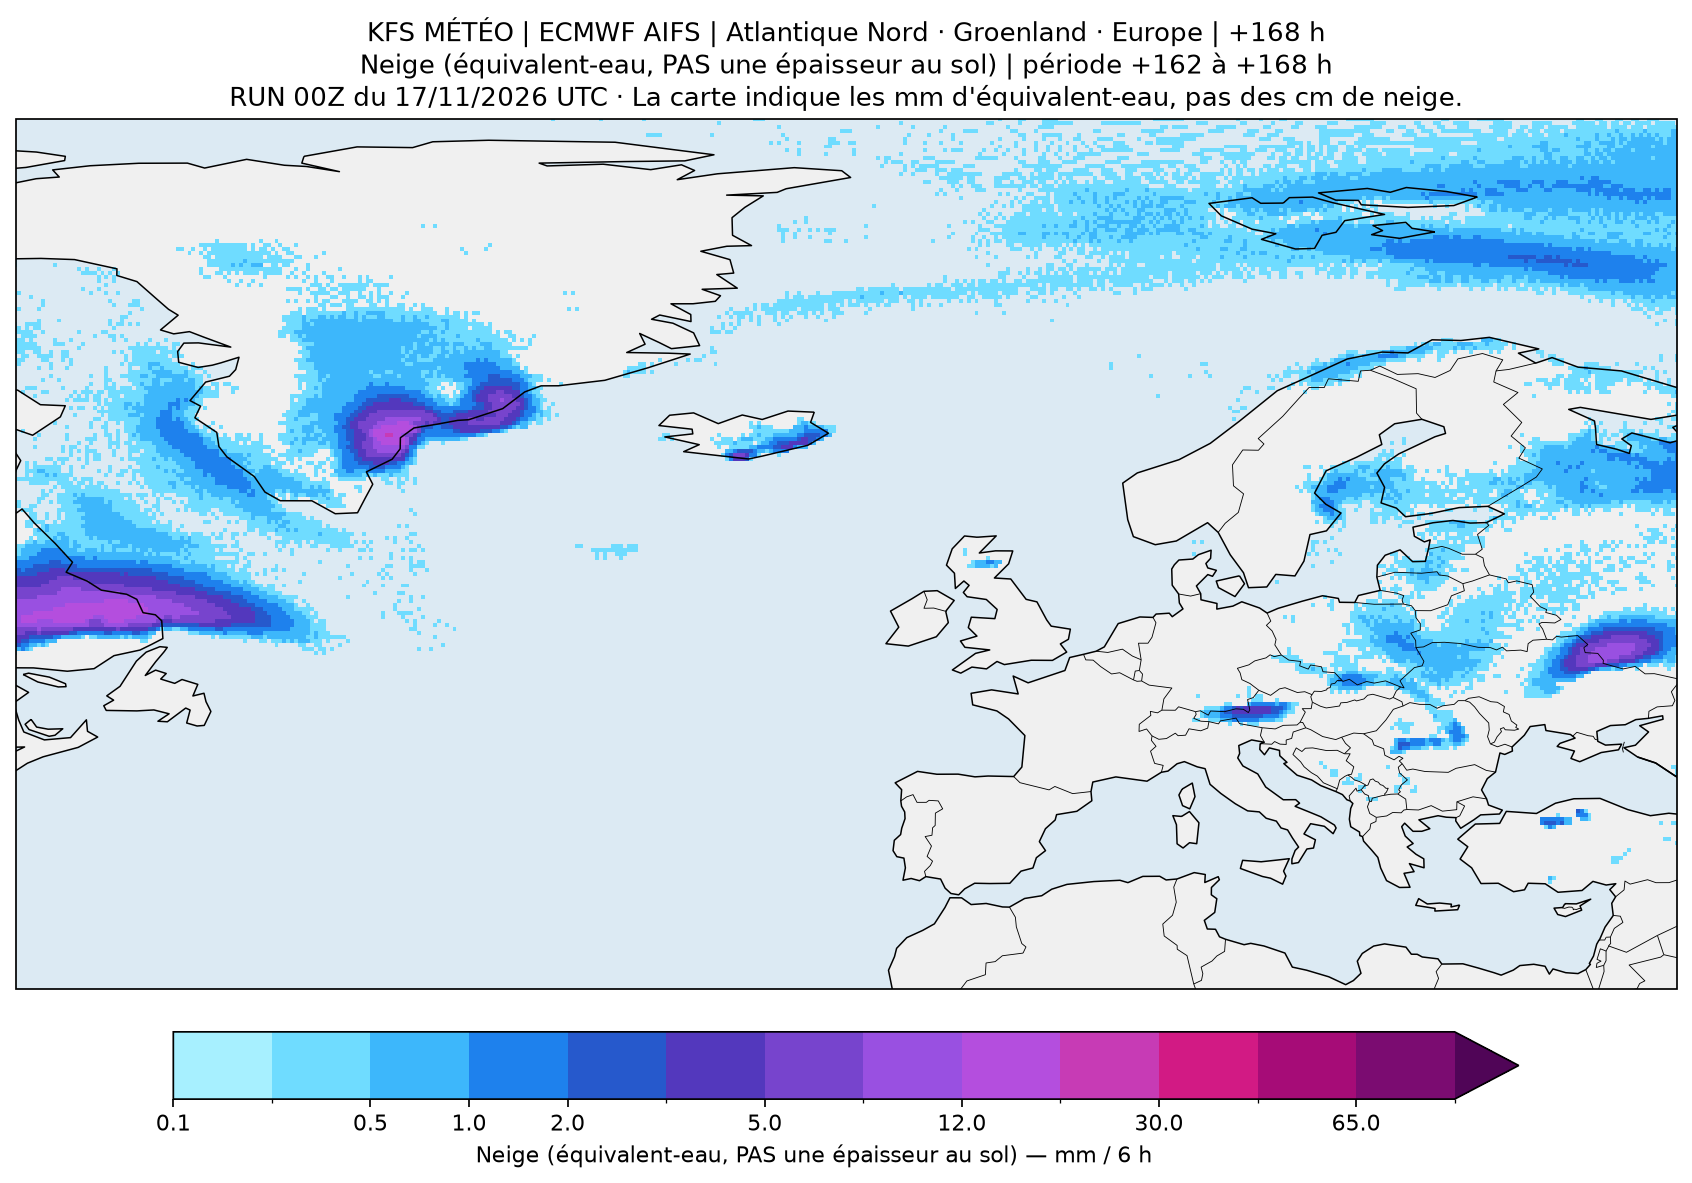 KFS MÉTÉO | ECMWF AIFS | Atlantique Nord · Groenland · Europe | +168 h
Neige (équivalent-eau, PAS une épaisseur au sol) | période +162 à +168 h
RUN 00Z du 17/11/2026 UTC · La carte indique les mm d'équivalent-eau, pas des cm de neige.
0.1 0.5 1.0 2.0 5.0 12.0 30.0 65.0
Neige (équivalent-eau, PAS une épaisseur au sol) — mm / 6 h